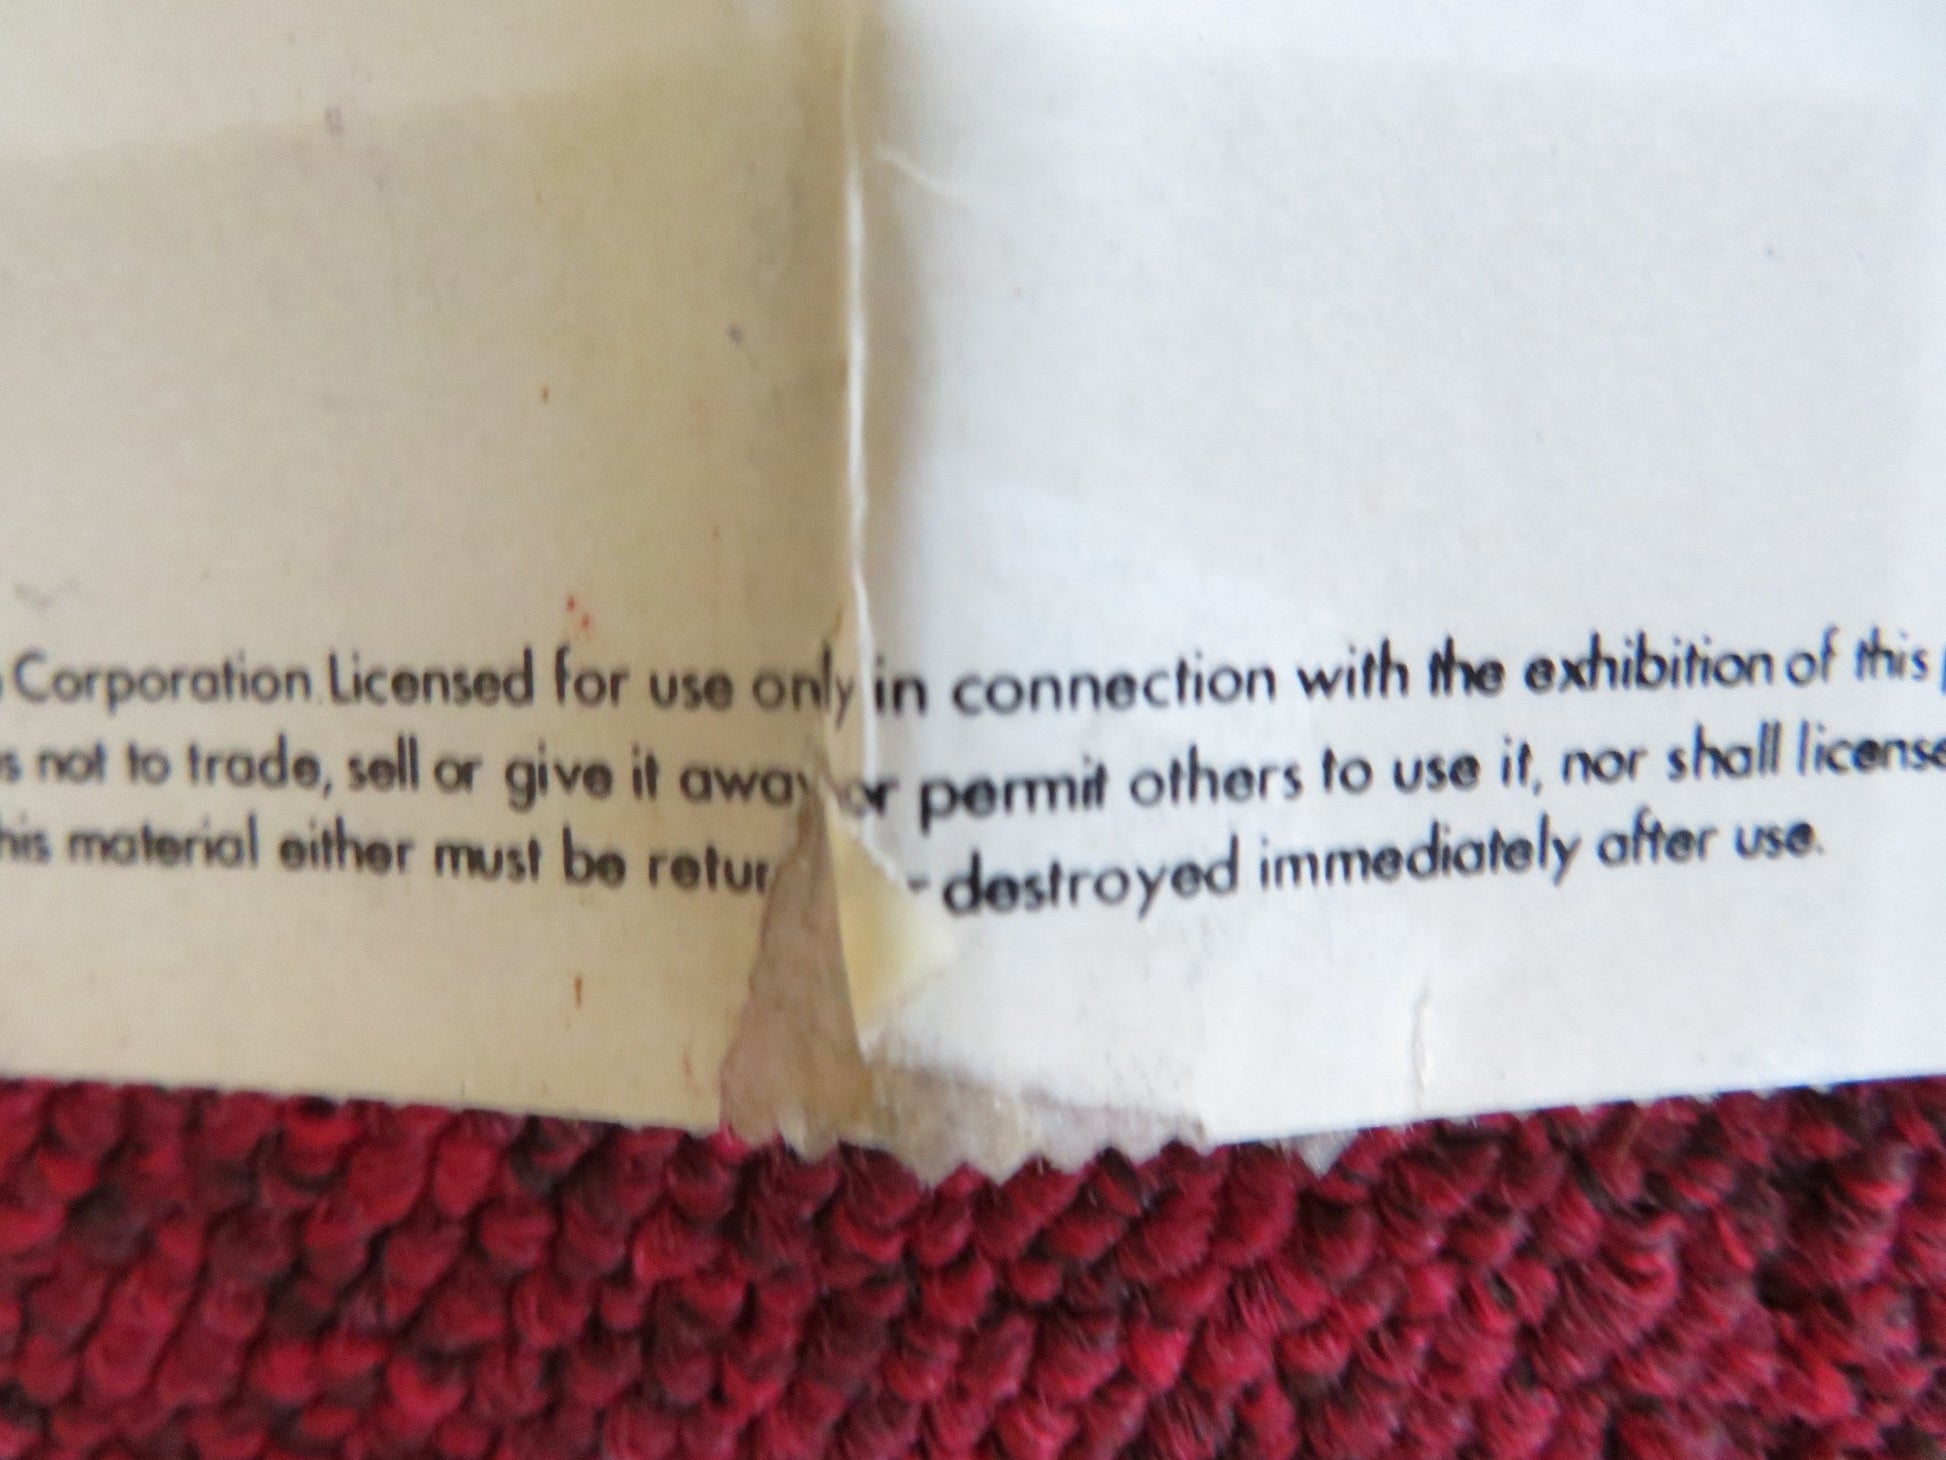 Corporation. Licensed for use only in connection with the exhibition of this
not to trade, sell or give it away or permit others to use it, nor shall license
this material either must be retur destroyed immediately after use.